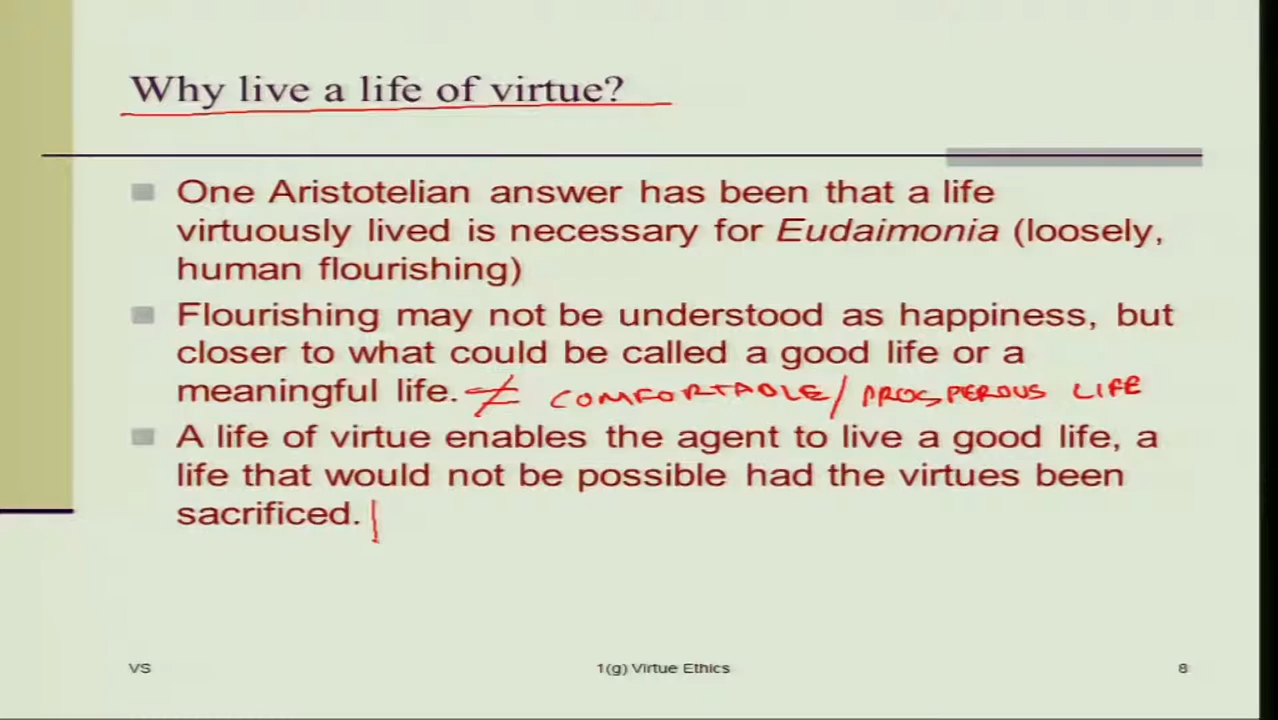 Why live a life of virtue?
One Aristotelian answer has been that a life
virtuously lived is necessary for Eudaimonia (loosely,
human flourishing)
Flourishing may not be understood as happiness, but
closer to what could be called a good life or a
meaningful life. ≠ COMFORTABLE/PROSPEROUS LIFE
A life of virtue enables the agent to live a good life, a
life that would not be possible had the virtues been
sacrificed.
VS 1(g) Virtue Ethics 8